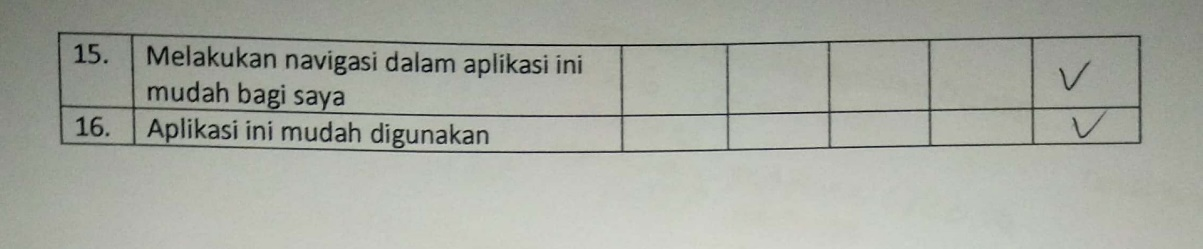 15. Melakukan navigasi dalam aplikasi ini
mudah bagi saya
16. Aplikasi ini mudah digunakan